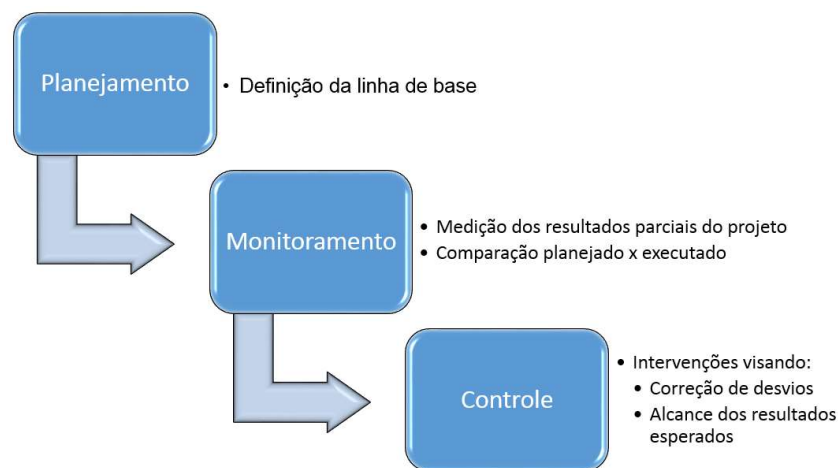 Planejamento
• Definição da linha de base
Monitoramento
• Medição dos resultados parciais do projeto
• Comparação planejado x executado
Controle
• Intervenções visando:
• Correção de desvios
• Alcance dos resultados
esperados